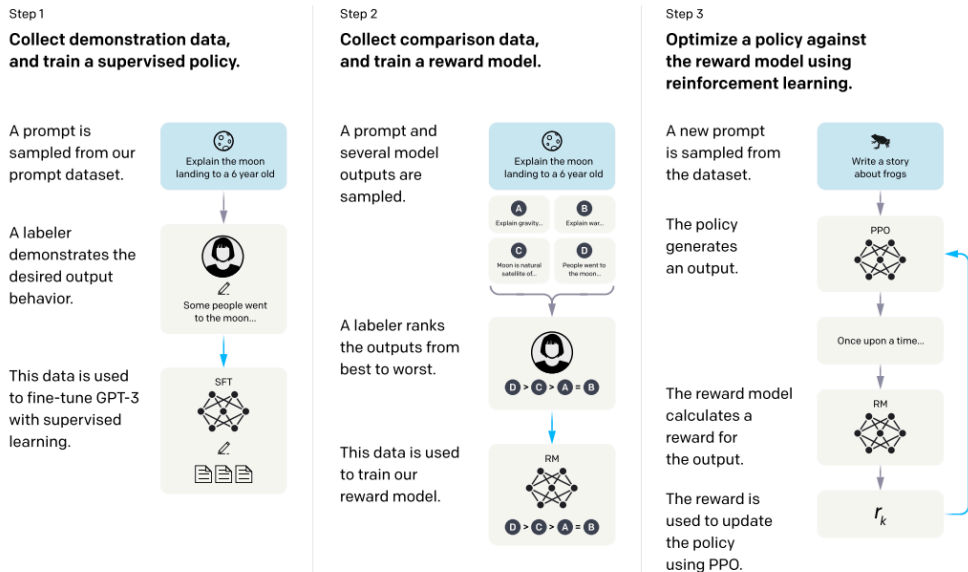 Step 1
Collect demonstration data,
and train a supervised policy.
A prompt is
sampled from our
prompt dataset.
Explain the moon
landing to a 6 year old
A labeler
demonstrates the
desired output
behavior.
Some people went
to the moon...
This data is used
to fine-tune GPT-3
with supervised
learning.
SFT
Step 2
Collect comparison data,
and train a reward model.
A prompt and
several model
outputs are
sampled.
Explain the moon
landing to a 6 year old
A
Explain gravity...
B
Explain war...
C
Moon is natural
satellite of...
D
People went to
the moon...
A labeler ranks
the outputs from
best to worst.
D > C > A = B
This data is used
to train our
reward model.
RM
D > C > A = B
Step 3
Optimize a policy against
the reward model using
reinforcement learning.
A new prompt
is sampled from
the dataset.
Write a story
about frogs
The policy
generates
an output.
PPO
Once upon a time...
The reward model
calculates a
reward for
the output.
RM
The reward is
used to update
the policy
using PPO.
rₖ